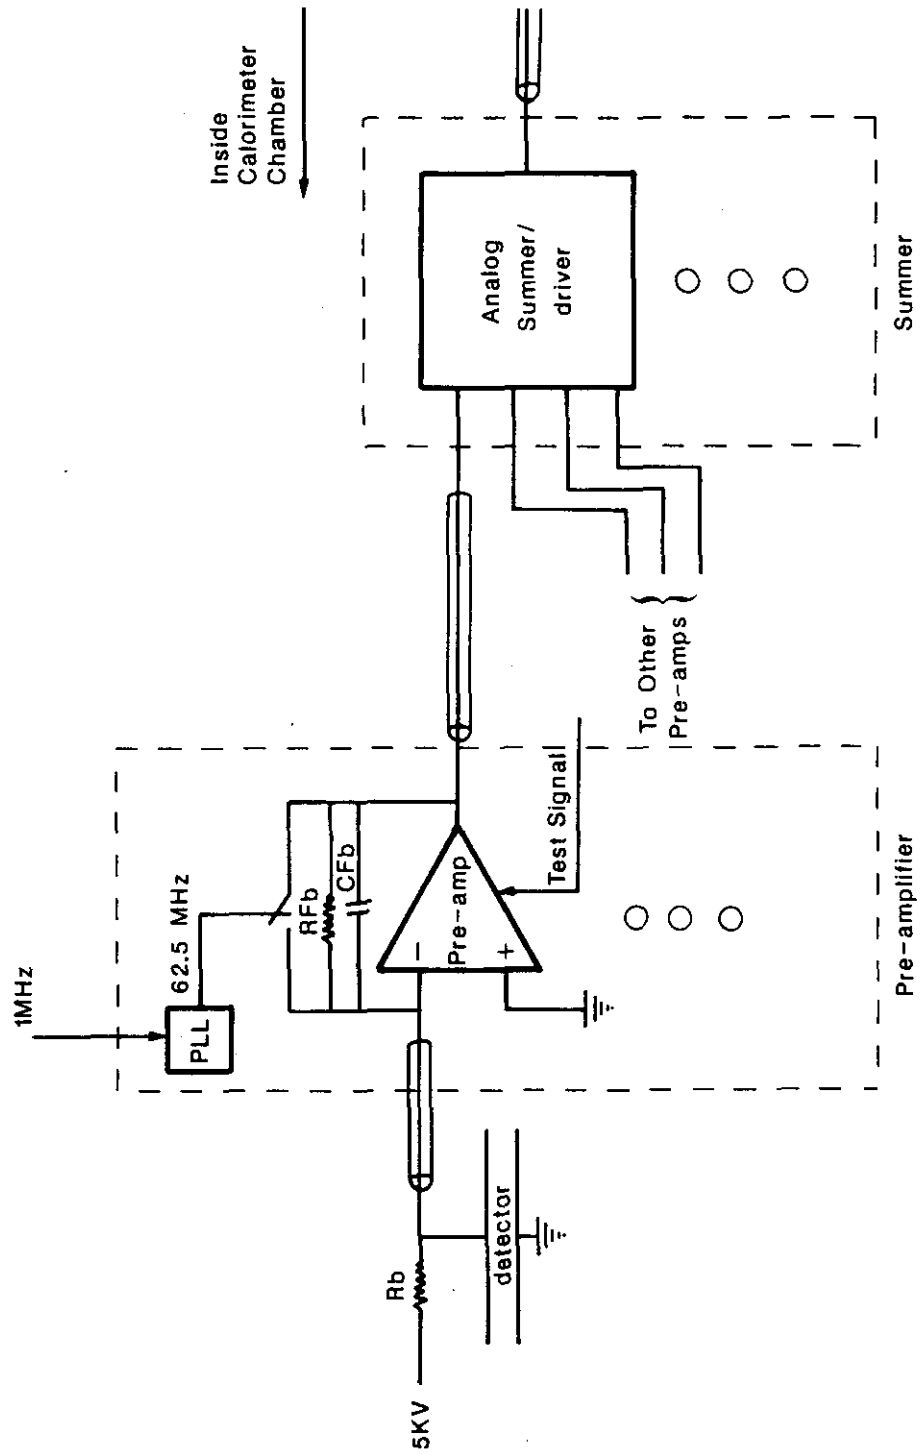 1MHz
PLL
62.5 MHz
RFb
CFb
Pre-amp
−
+
Test Signal
5KV
Rb
detector
Pre-amplifier
To Other
Pre-amps
Analog
Summer/
driver
Summer
Inside
Calorimeter
Chamber